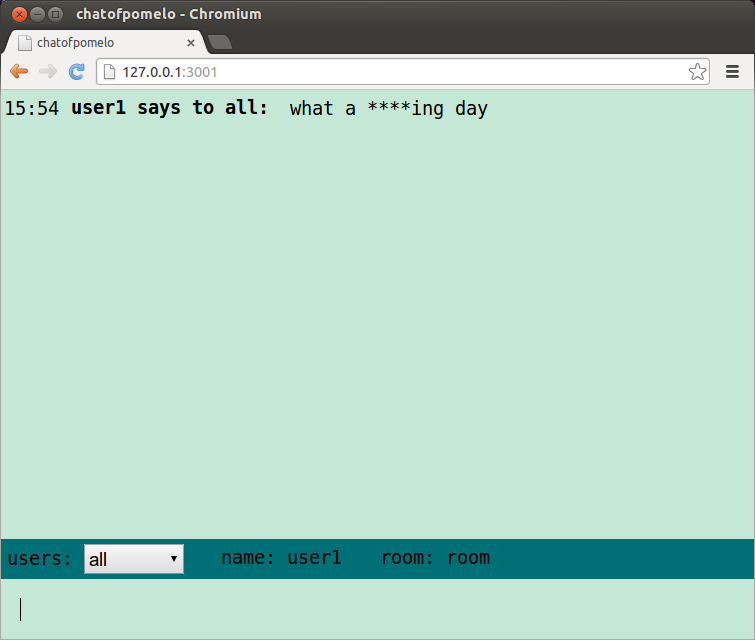 chatofpomelo - Chromium
chatofpomelo
127.0.0.1:3001
15:54 user1 says to all: what a ****ing day
users: all name: user1 room: room